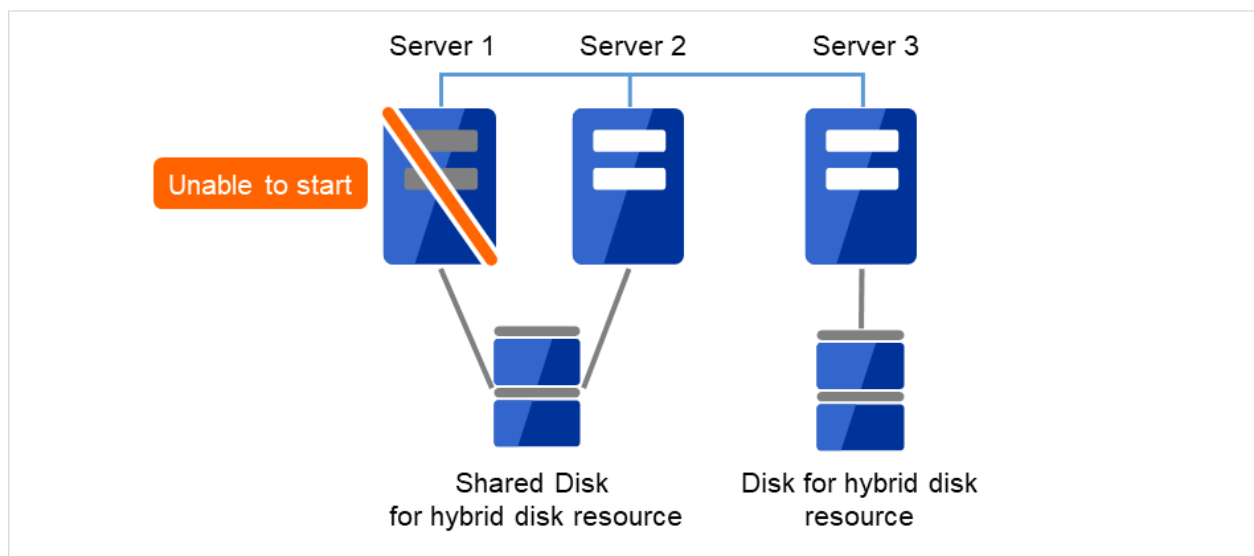 Server 1
Server 2
Server 3
Unable to start
Shared Disk
for hybrid disk resource
Disk for hybrid disk
resource